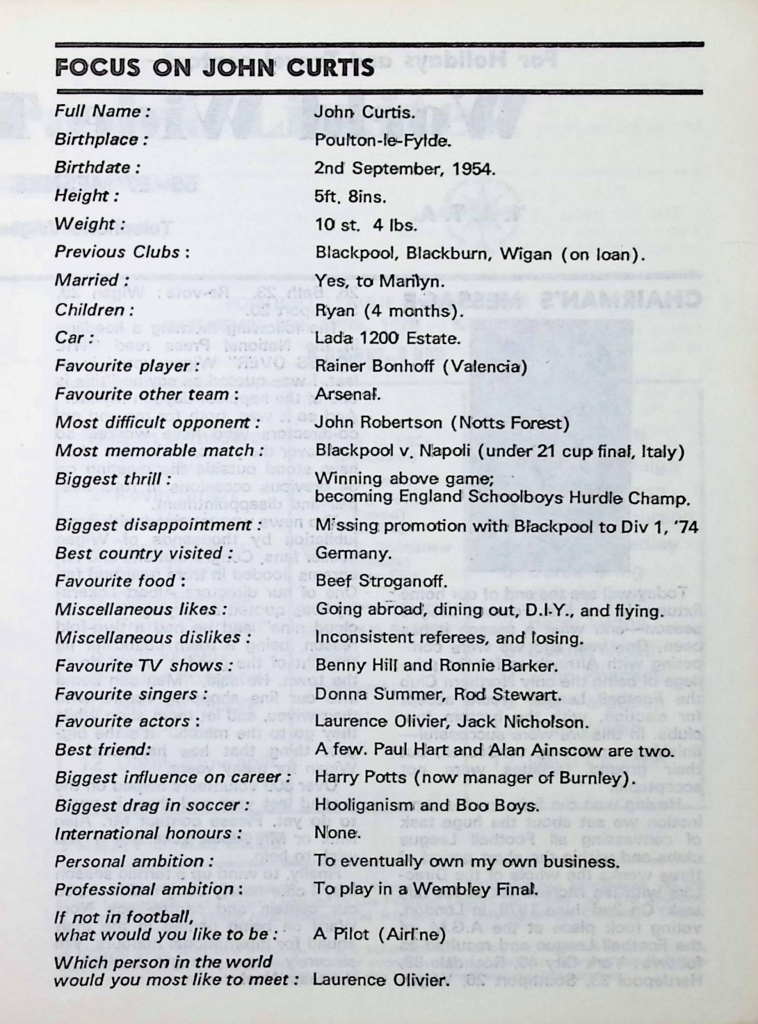 FOCUS ON JOHN CURTIS
Full Name : John Curtis.
Birthplace : Poulton-le-Fylde.
Birthdate : 2nd September, 1954.
Height : 5ft. 8ins.
Weight : 10 st. 4 lbs.
Previous Clubs : Blackpool, Blackburn, Wigan (on loan).
Married : Yes, to Marilyn.
Children : Ryan (4 months).
Car : Lada 1200 Estate.
Favourite player : Rainer Bonhoff (Valencia)
Favourite other team : Arsenal.
Most difficult opponent : John Robertson (Notts Forest)
Most memorable match : Blackpool v. Napoli (under 21 cup final, Italy)
Biggest thrill : Winning above game;
becoming England Schoolboys Hurdle Champ.
Biggest disappointment : Missing promotion with Blackpool to Div 1, '74
Best country visited : Germany.
Favourite food : Beef Stroganoff.
Miscellaneous likes : Going abroad, dining out, D.I.Y., and flying.
Miscellaneous dislikes : Inconsistent referees, and losing.
Favourite TV shows : Benny Hill and Ronnie Barker.
Favourite singers : Donna Summer, Rod Stewart.
Favourite actors : Laurence Olivier, Jack Nicholson.
Best friend: A few. Paul Hart and Alan Ainscow are two.
Biggest influence on career : Harry Potts (now manager of Burnley).
Biggest drag in soccer : Hooliganism and Boo Boys.
International honours : None.
Personal ambition : To eventually own my own business.
Professional ambition : To play in a Wembley Final.
If not in football,
what would you like to be : A Pilot (Airline)
Which person in the world
would you most like to meet : Laurence Olivier.